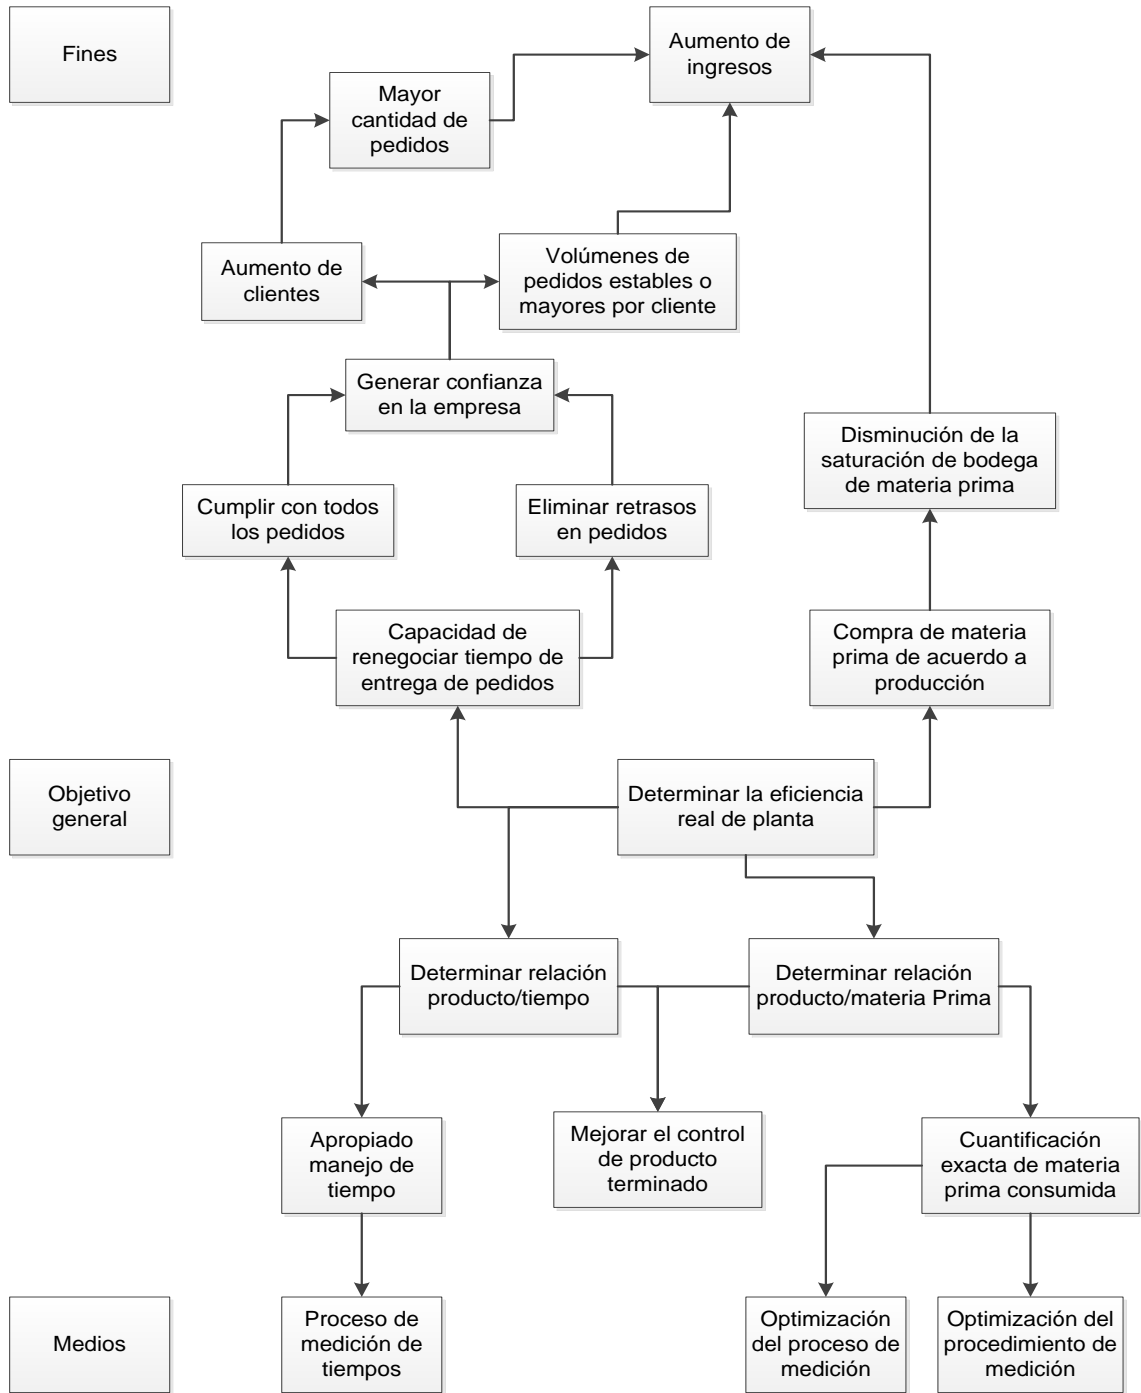 Fines
Aumento de
ingresos
Mayor
cantidad de
pedidos
Aumento de
clientes
Volúmenes de
pedidos estables o
mayores por cliente
Generar confianza
en la empresa
Disminución de la
saturación de bodega
de materia prima
Cumplir con todos
los pedidos
Eliminar retrasos
en pedidos
Capacidad de
renegociar tiempo de
entrega de pedidos
Compra de materia
prima de acuerdo a
producción
Objetivo
general
Determinar la eficiencia
real de planta
Determinar relación
producto/tiempo
Determinar relación
producto/materia Prima
Apropiado
manejo de
tiempo
Mejorar el control
de producto
terminado
Cuantificación
exacta de materia
prima consumida
Medios
Proceso de
medición de
tiempos
Optimización
del proceso de
medición
Optimización del
procedimiento de
medición